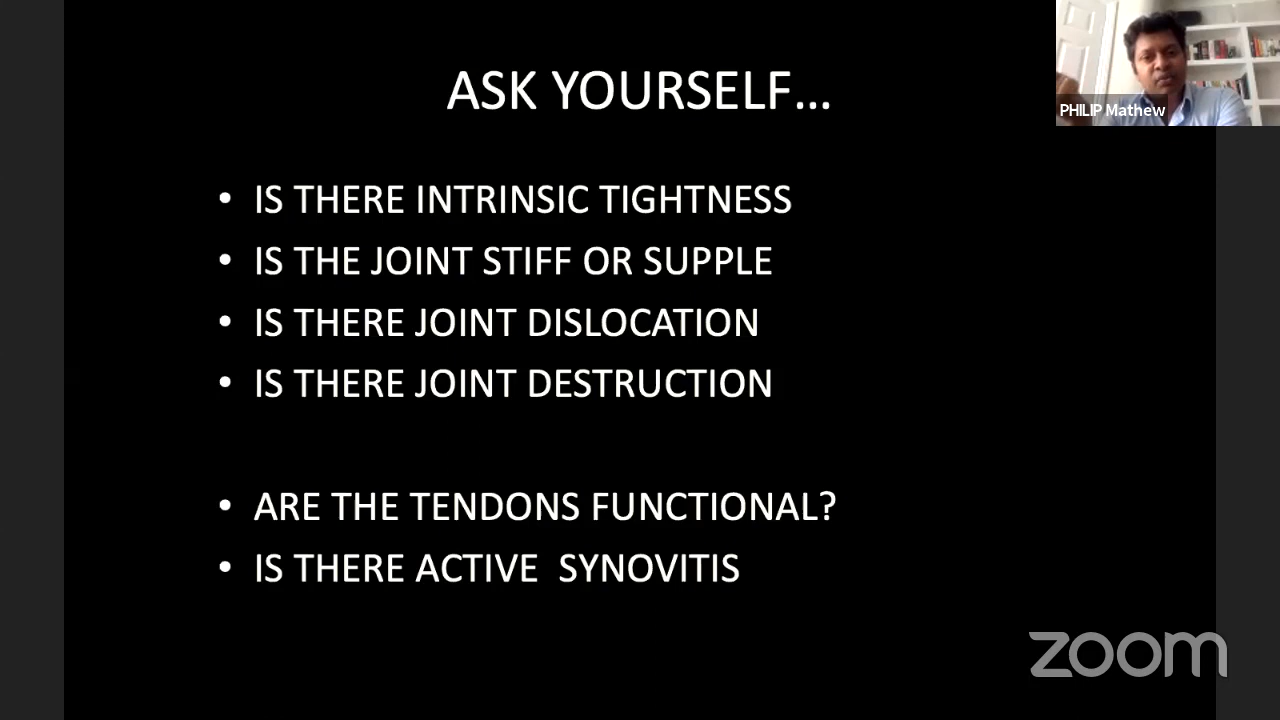 ASK YOURSELF...
PHILIP Mathew
• IS THERE INTRINSIC TIGHTNESS
• IS THE JOINT STIFF OR SUPPLE
• IS THERE JOINT DISLOCATION
• IS THERE JOINT DESTRUCTION
• ARE THE TENDONS FUNCTIONAL?
• IS THERE ACTIVE  SYNOVITIS
zoom